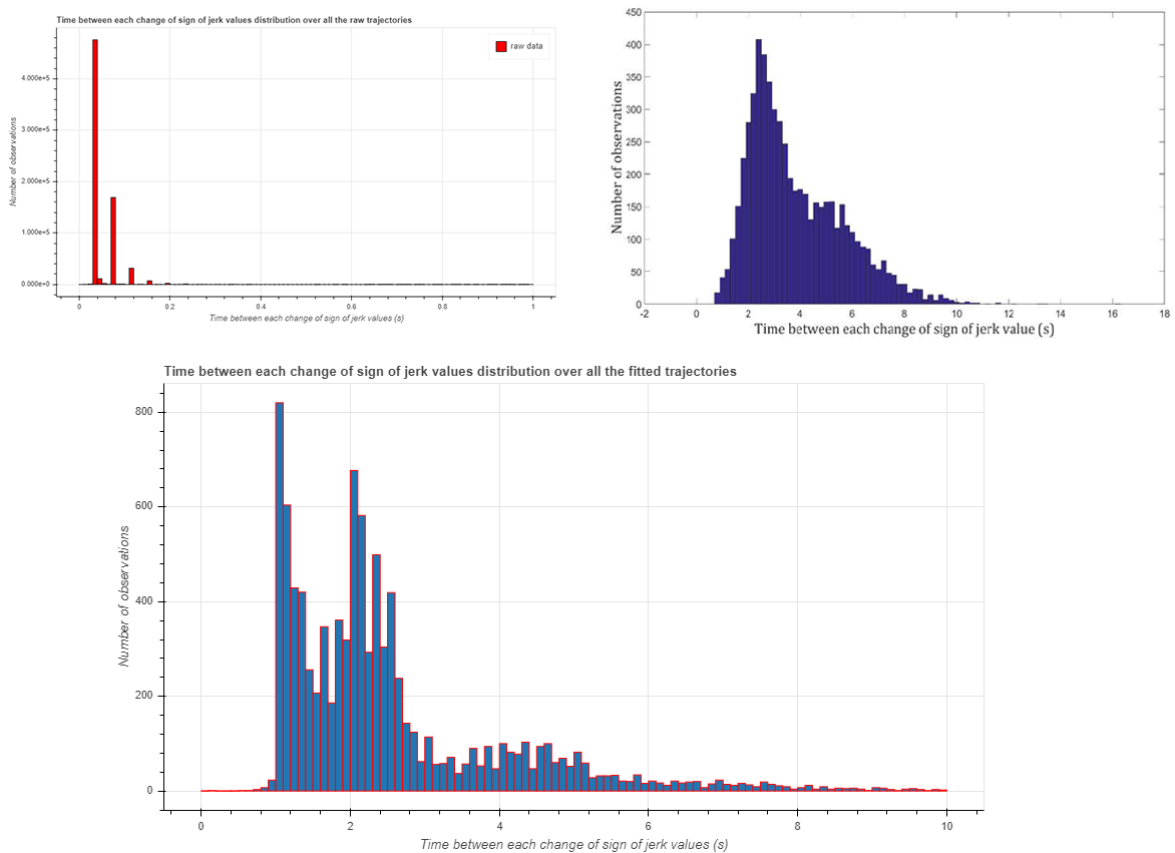 Time between each change of sign of jerk values distribution over all the raw trajectories
raw data
4.000e+5
3.000e+5
2.000e+5
1.000e+5
0.000e+0
Number of observations
0
0.2
0.4
0.6
0.8
1
Time between each change of sign of jerk values (s)
450
400
350
300
250
200
150
100
50
0
Number of observations
-2
0
2
4
6
8
10
12
14
16
18
Time between each change of sign of jerk value (s)
Time between each change of sign of jerk values distribution over all the fitted trajectories
800
600
400
200
0
Number of observations
0
2
4
6
8
10
Time between each change of sign of jerk values (s)